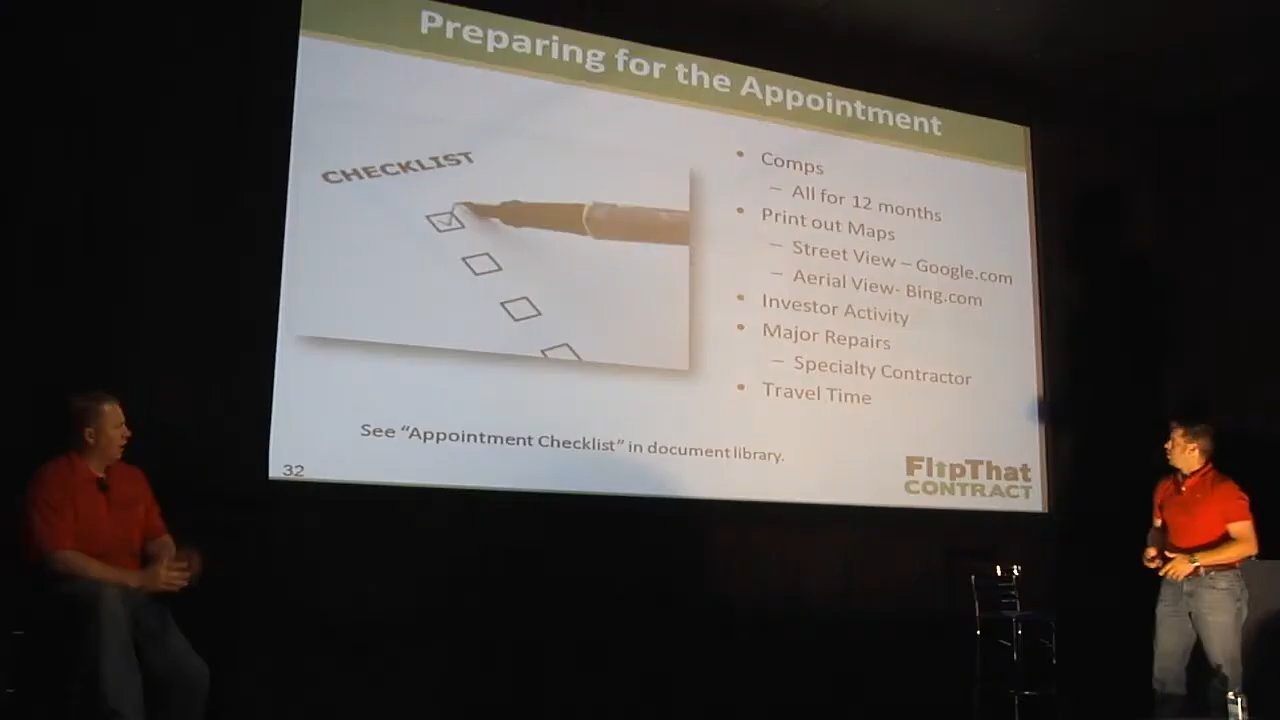 Preparing for the Appointment
CHECKLIST
• Comps
– All for 12 months
• Print out Maps
– Street View – Google.com
– Aerial View- Bing.com
• Investor Activity
• Major Repairs
– Specialty Contractor
• Travel Time
See “Appointment Checklist” in document library.
32
FlipThat
CONTRACT